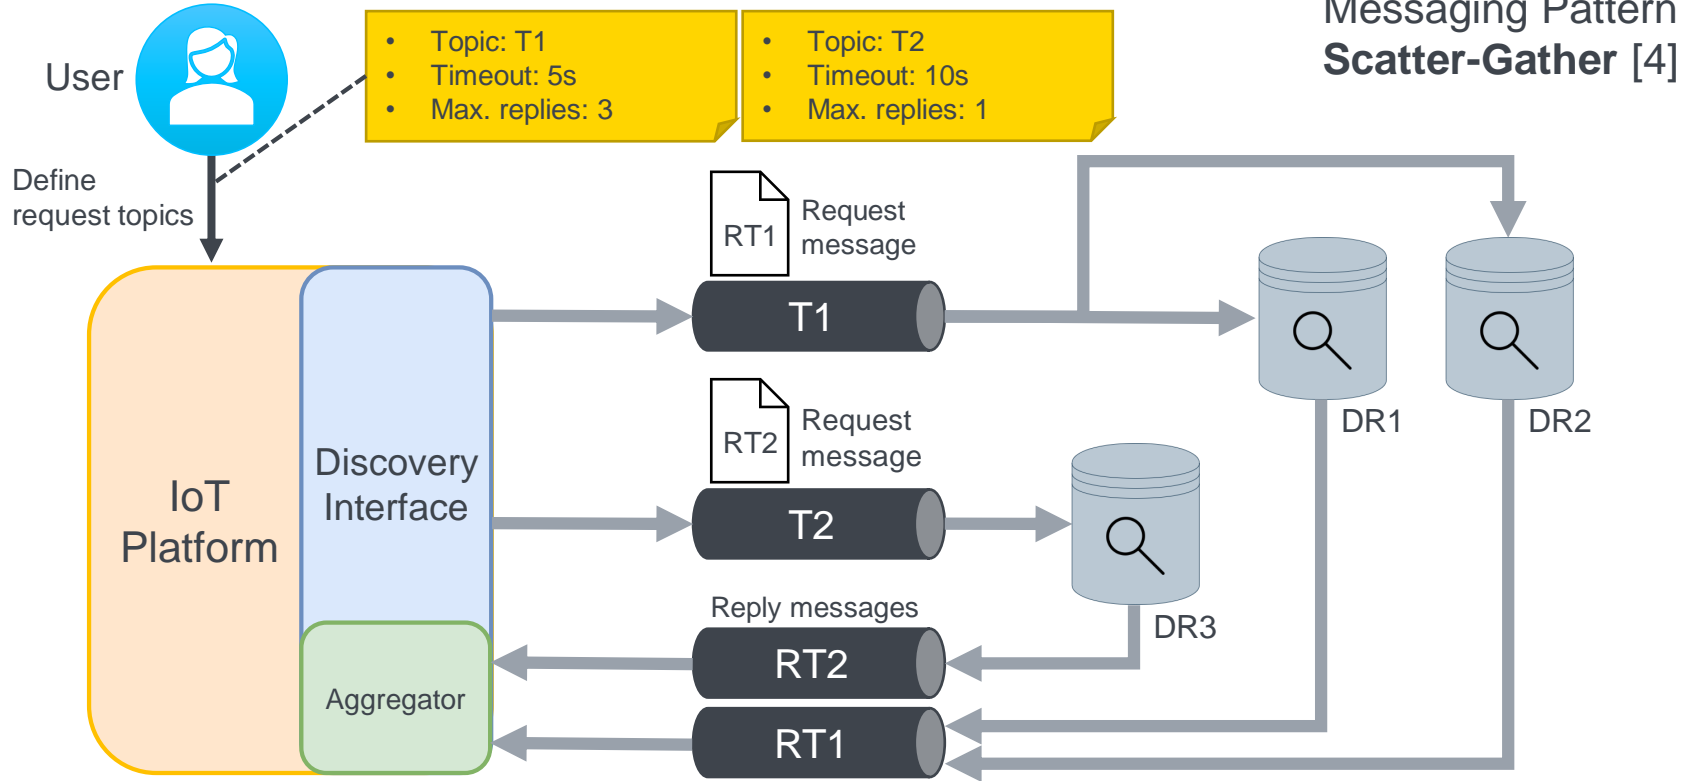 Messaging Pattern
Scatter-Gather [4]
User
• Topic: T1
• Timeout: 5s
• Max. replies: 3
• Topic: T2
• Timeout: 10s
• Max. replies: 1
Define
request topics
RT1
Request
message
T1
DR1
DR2
RT2
Request
message
T2
DR3
IoT
Platform
Discovery
Interface
Aggregator
Reply messages
RT2
RT1